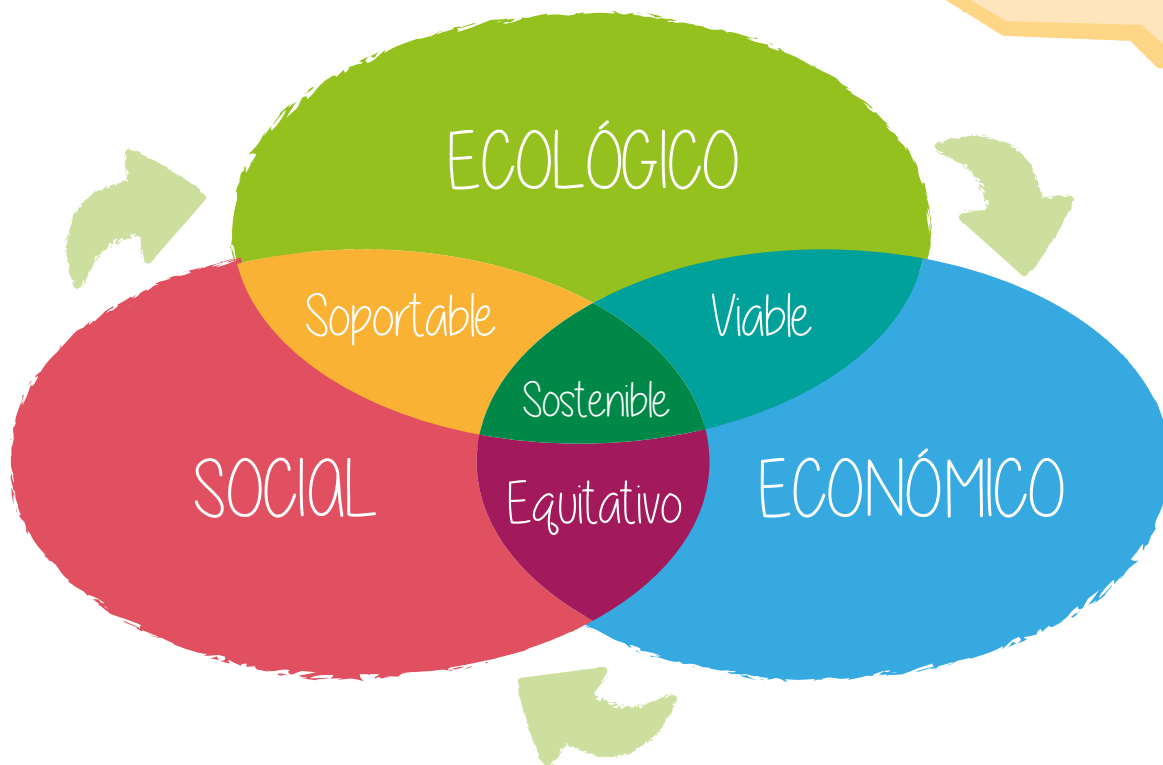 ECOLÓGICO
Soportable
Viable
Sostenible
SOCIAL
ECONÓMICO
Equitativo